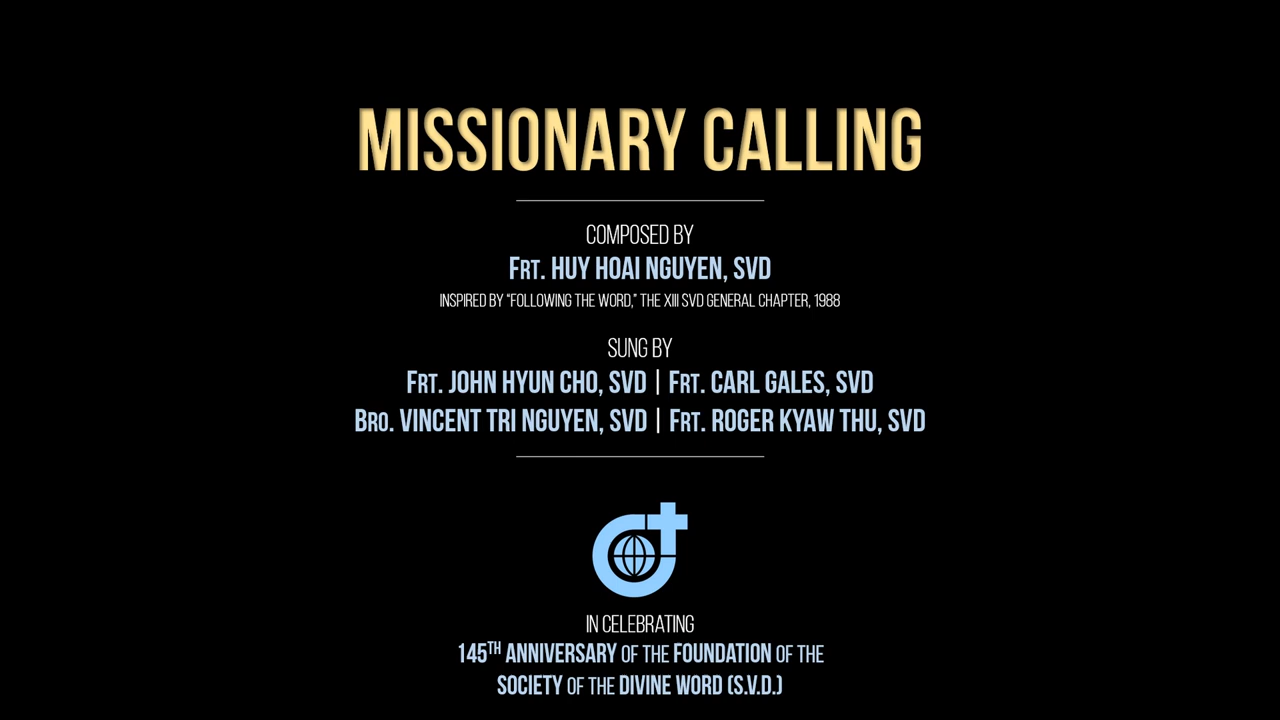 MISSIONARY CALLING
COMPOSED BY
FRT. HUY HOAI NGUYEN, SVD
INSPIRED BY "FOLLOWING THE WORD," THE XIII SVD GENERAL CHAPTER, 1988
SUNG BY
FRT. JOHN HYUN CHO, SVD | FRT. CARL GALES, SVD
BRO. VINCENT TRI NGUYEN, SVD | FRT. ROGER KYAW THU, SVD
IN CELEBRATING
145TH ANNIVERSARY OF THE FOUNDATION OF THE
SOCIETY OF THE DIVINE WORD (S.V.D.)